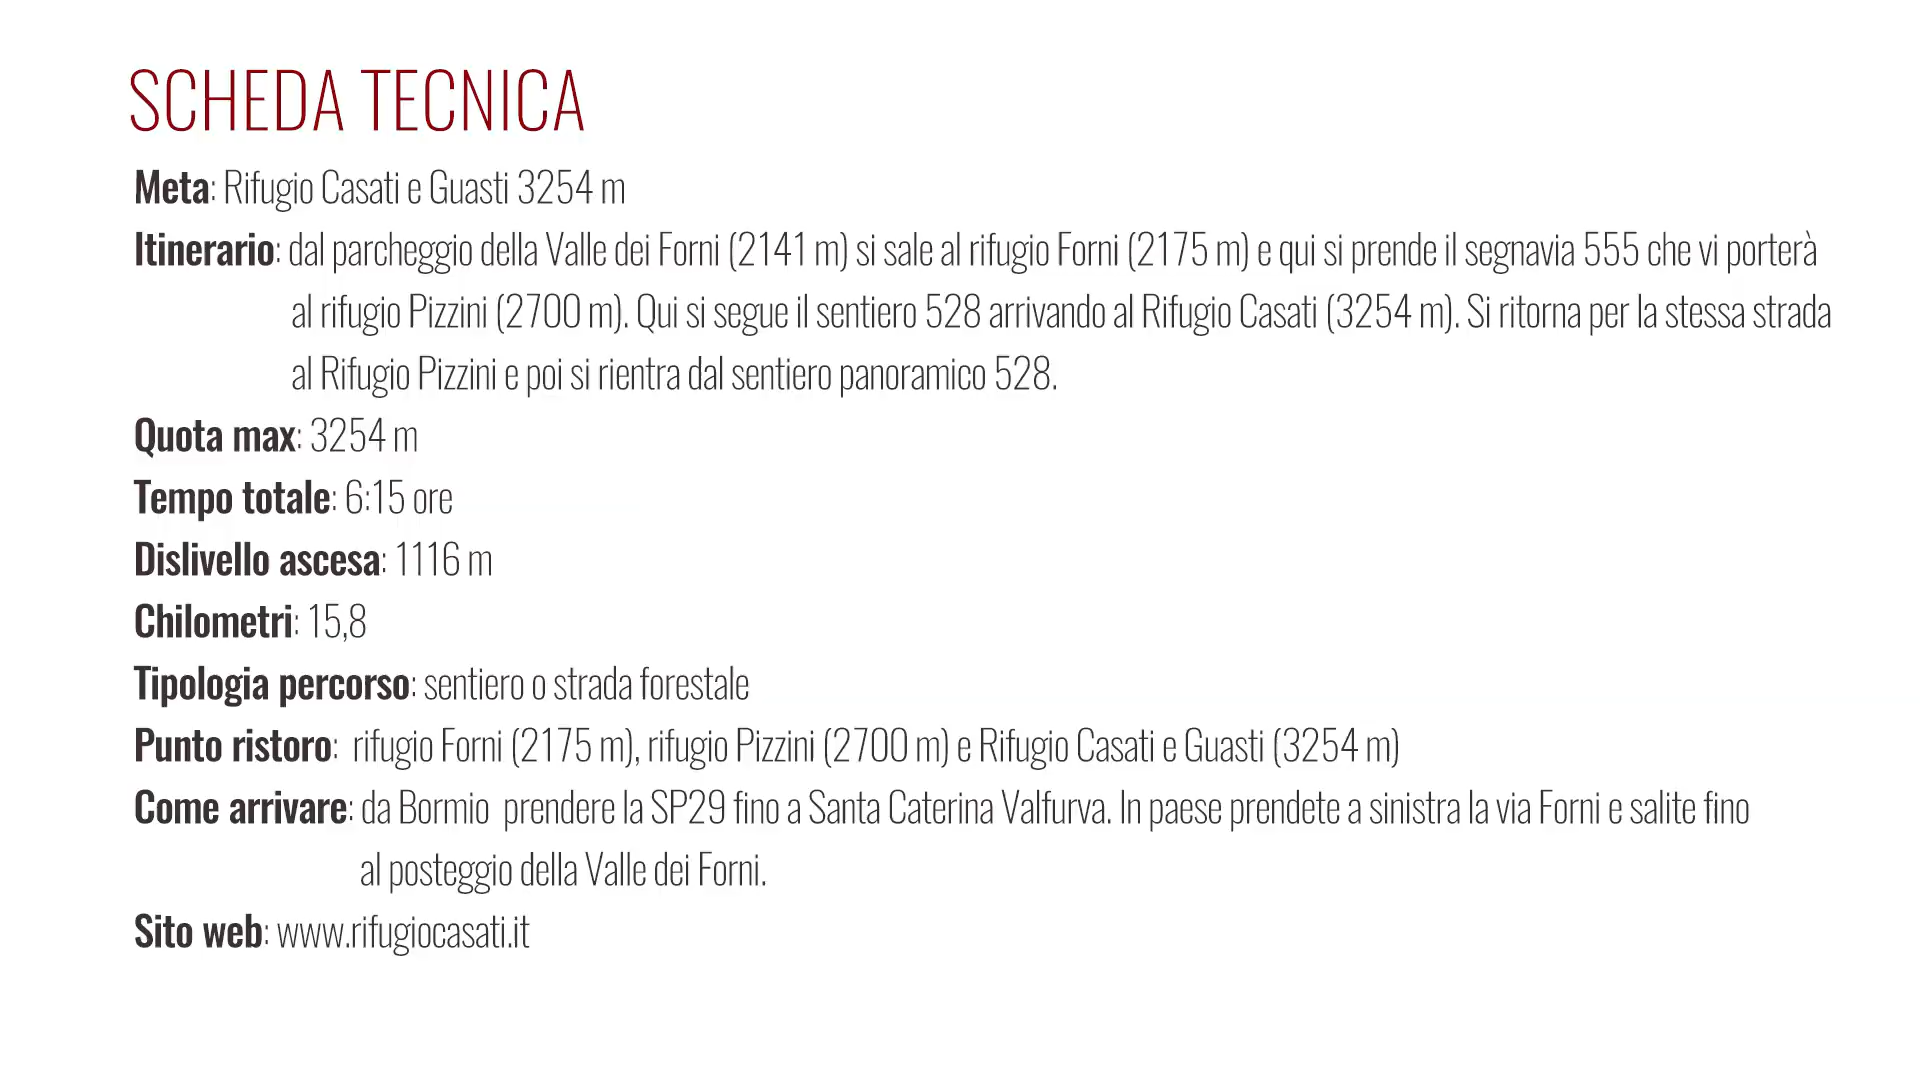 SCHEDA TECNICA
Meta: Rifugio Casati e Guasti 3254 m
Itinerario: dal parcheggio della Valle dei Forni (2141 m) si sale al rifugio Forni (2175 m) e qui si prende il segnavia 555 che vi porterà
al rifugio Pizzini (2700 m). Qui si segue il sentiero 528 arrivando al Rifugio Casati (3254 m). Si ritorna per la stessa strada
al Rifugio Pizzini e poi si rientra dal sentiero panoramico 528.
Quota max: 3254 m
Tempo totale: 6:15 ore
Dislivello ascesa: 1116 m
Chilometri: 15,8
Tipologia percorso: sentiero o strada forestale
Punto ristoro: rifugio Forni (2175 m), rifugio Pizzini (2700 m) e Rifugio Casati e Guasti (3254 m)
Come arrivare: da Bormio prendere la SP29 fino a Santa Caterina Valfurva. In paese prendete a sinistra la via Forni e salite fino
al posteggio della Valle dei Forni.
Sito web: www.rifugiocasati.it